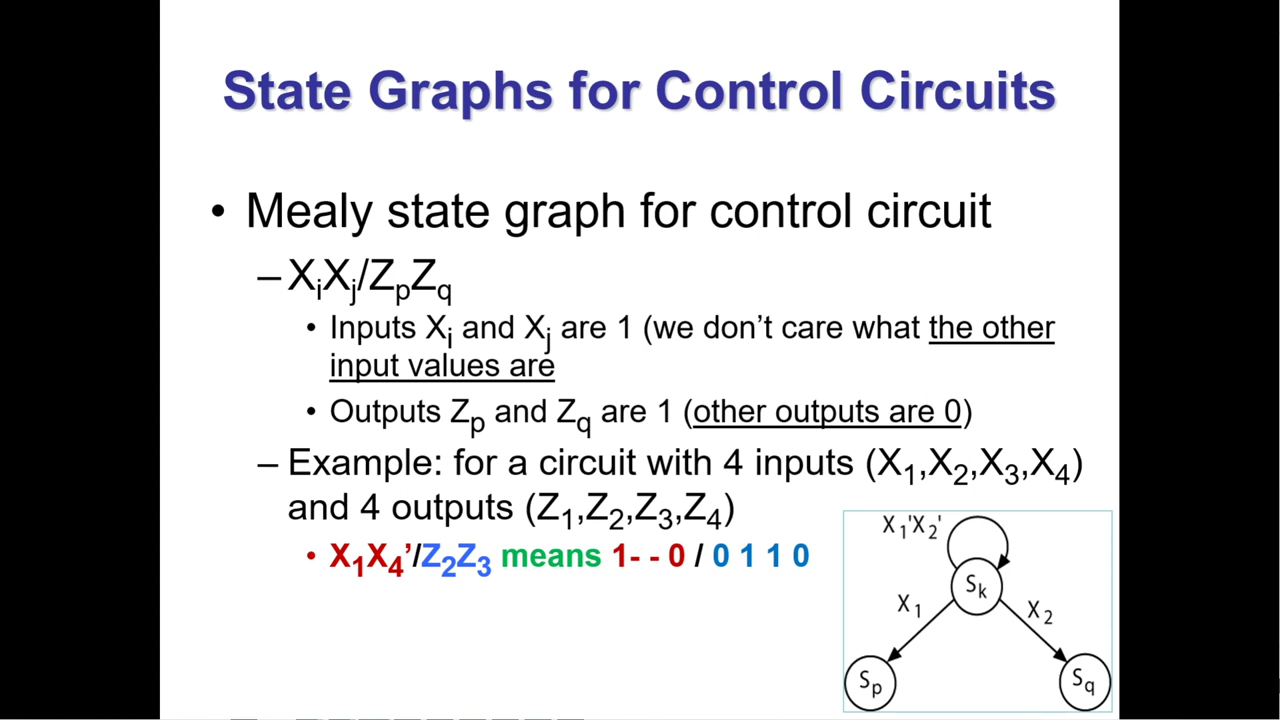 State Graphs for Control Circuits
• Mealy state graph for control circuit
– XiXj/ZpZq
• Inputs Xi and Xj are 1 (we don’t care what the other
input values are
• Outputs Zp and Zq are 1 (other outputs are 0)
– Example: for a circuit with 4 inputs (X1,X2,X3,X4)
and 4 outputs (Z1,Z2,Z3,Z4)
• X1X4’/Z2Z3 means 1- - 0 / 0 1 1 0
X1'X2'
Sk
X1
X2
Sp
Sq